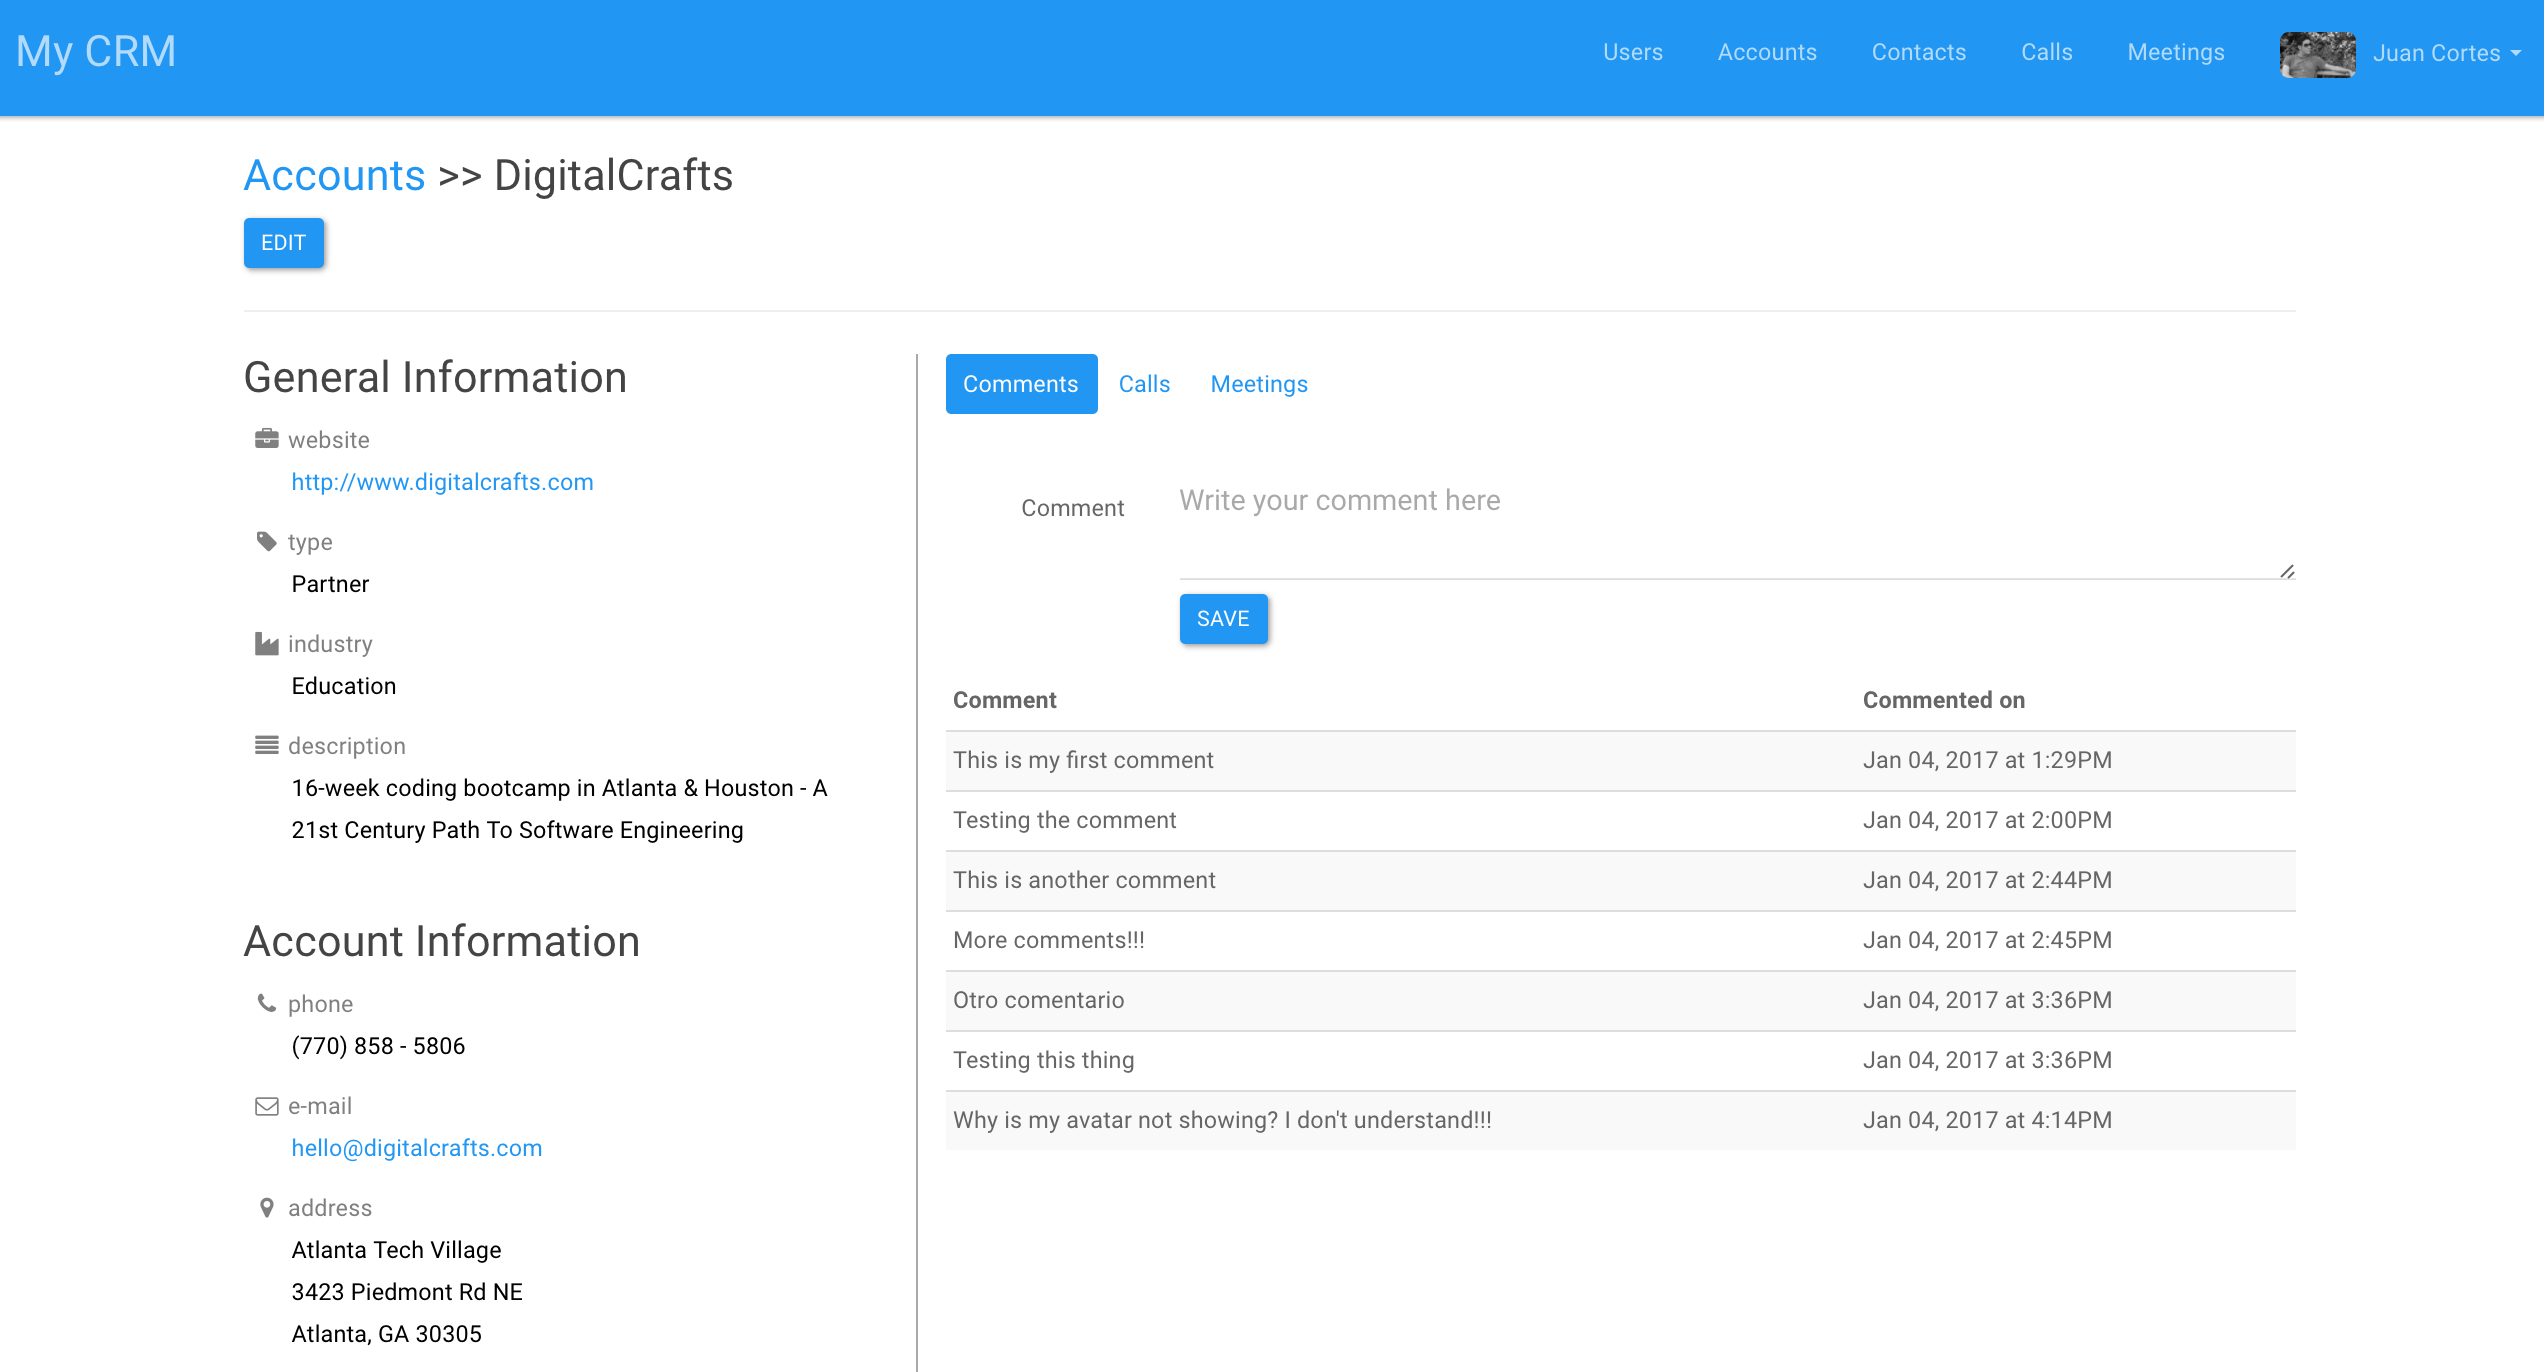 My CRM
Users
Accounts
Contacts
Calls
Meetings
Juan Cortes
Accounts >> DigitalCrafts
EDIT
General Information
website
http://www.digitalcrafts.com
type
Partner
industry
Education
description
16-week coding bootcamp in Atlanta & Houston - A
21st Century Path To Software Engineering
Account Information
phone
(770) 858 - 5806
e-mail
hello@digitalcrafts.com
address
Atlanta Tech Village
3423 Piedmont Rd NE
Atlanta, GA 30305
Comments
Calls
Meetings
Comment
Write your comment here
SAVE
Comment Commented on
This is my first comment Jan 04, 2017 at 1:29PM
Testing the comment Jan 04, 2017 at 2:00PM
This is another comment Jan 04, 2017 at 2:44PM
More comments!!! Jan 04, 2017 at 2:45PM
Otro comentario Jan 04, 2017 at 3:36PM
Testing this thing Jan 04, 2017 at 3:36PM
Why is my avatar not showing? I don't understand!!! Jan 04, 2017 at 4:14PM